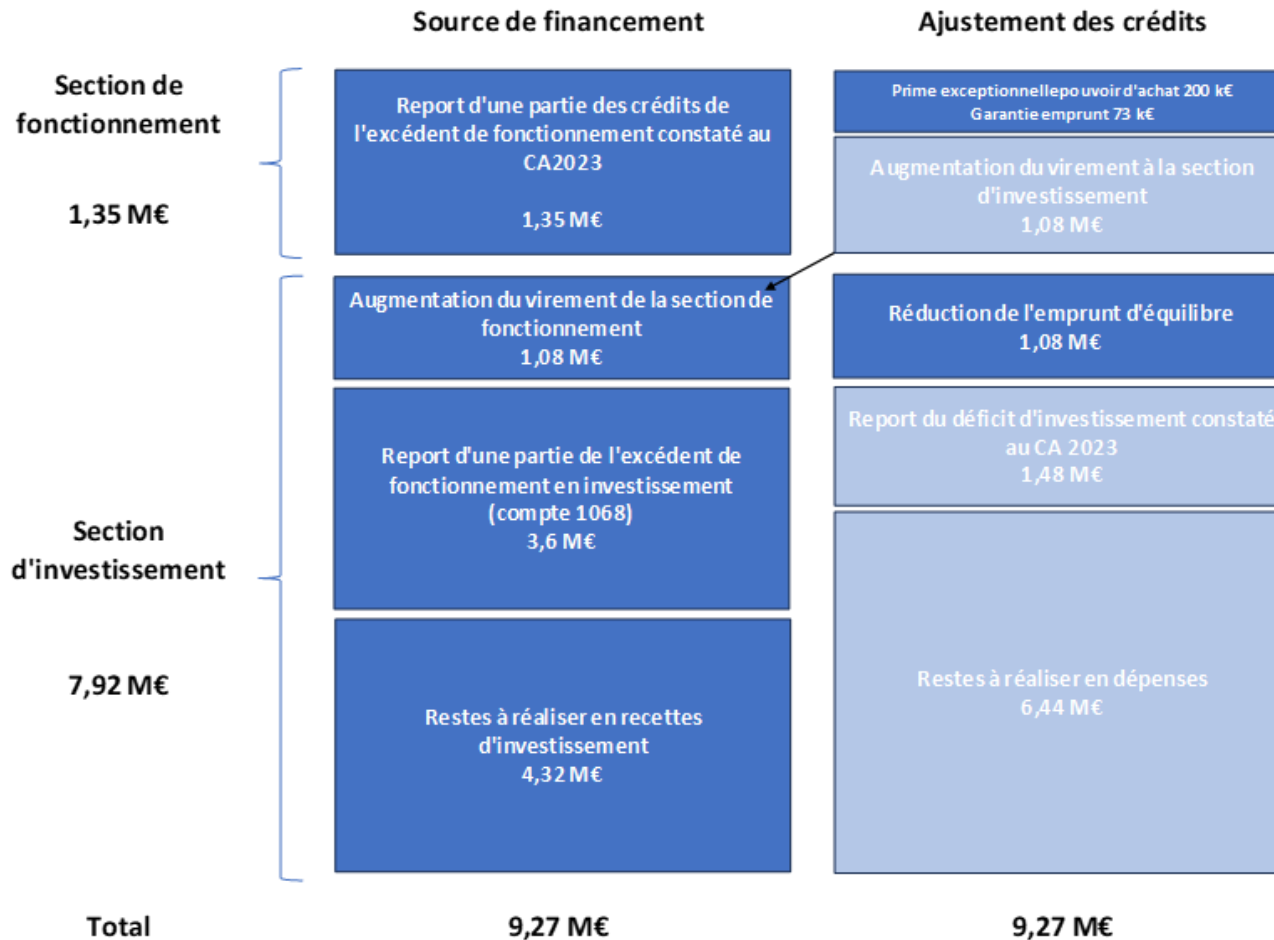 Source de financement
Ajustement des crédits
Section de
fonctionnement
1,35 M€
Report d'une partie des crédits de
l'excédent de fonctionnement constaté au
CA2023
1,35 M€
Prime exceptionnellepouvoir d'achat 200 k€
Garantie emprunt 73 k€
Augmentation du virement à la section
d'investissement
1,08 M€
Section
d'investissement
7,92 M€
Augmentation du virement de la section de
fonctionnement
1,08 M€
Réduction de l'emprunt d'équilibre
1,08 M€
Report d'une partie de l'excédent de
fonctionnement en investissement
(compte 1068)
3,6 M€
Report du déficit d'investissement constaté
au CA 2023
1,48 M€
Restes à réaliser en recettes
d'investissement
4,32 M€
Restes à réaliser en dépenses
6,44 M€
Total
9,27 M€
9,27 M€